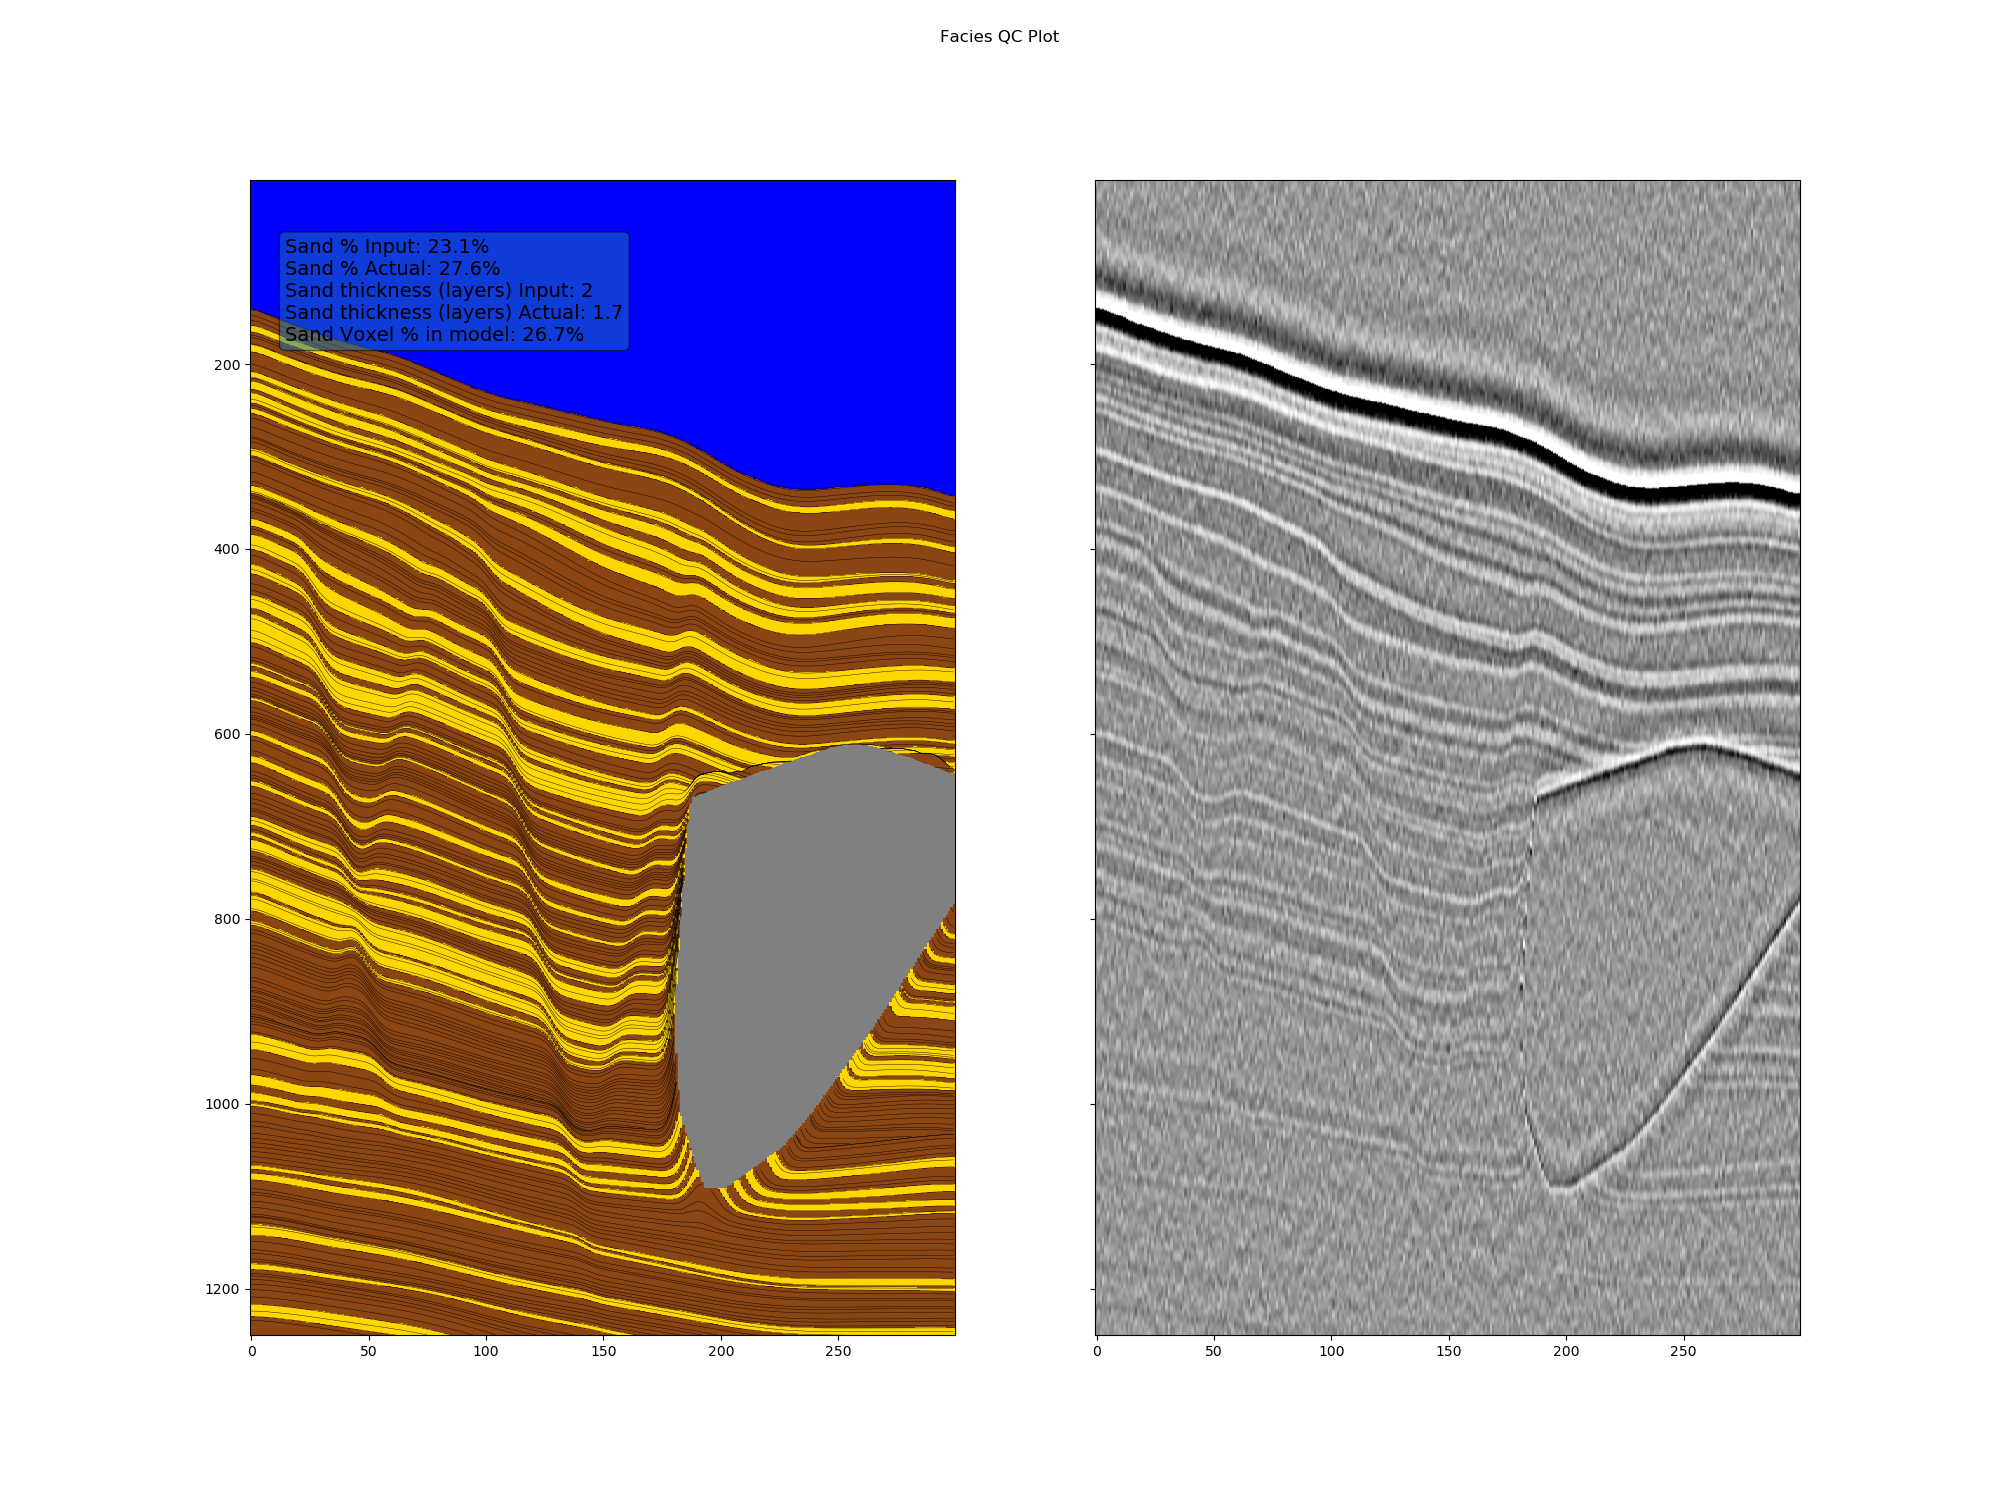 Facies QC Plot
Sand % Input: 23.1%
Sand % Actual: 27.6%
Sand thickness (layers) Input: 2
Sand thickness (layers) Actual: 1.7
Sand Voxel % in model: 26.7%
200
400
600
800
1000
1200
0 50 100 150 200 250
0 50 100 150 200 250